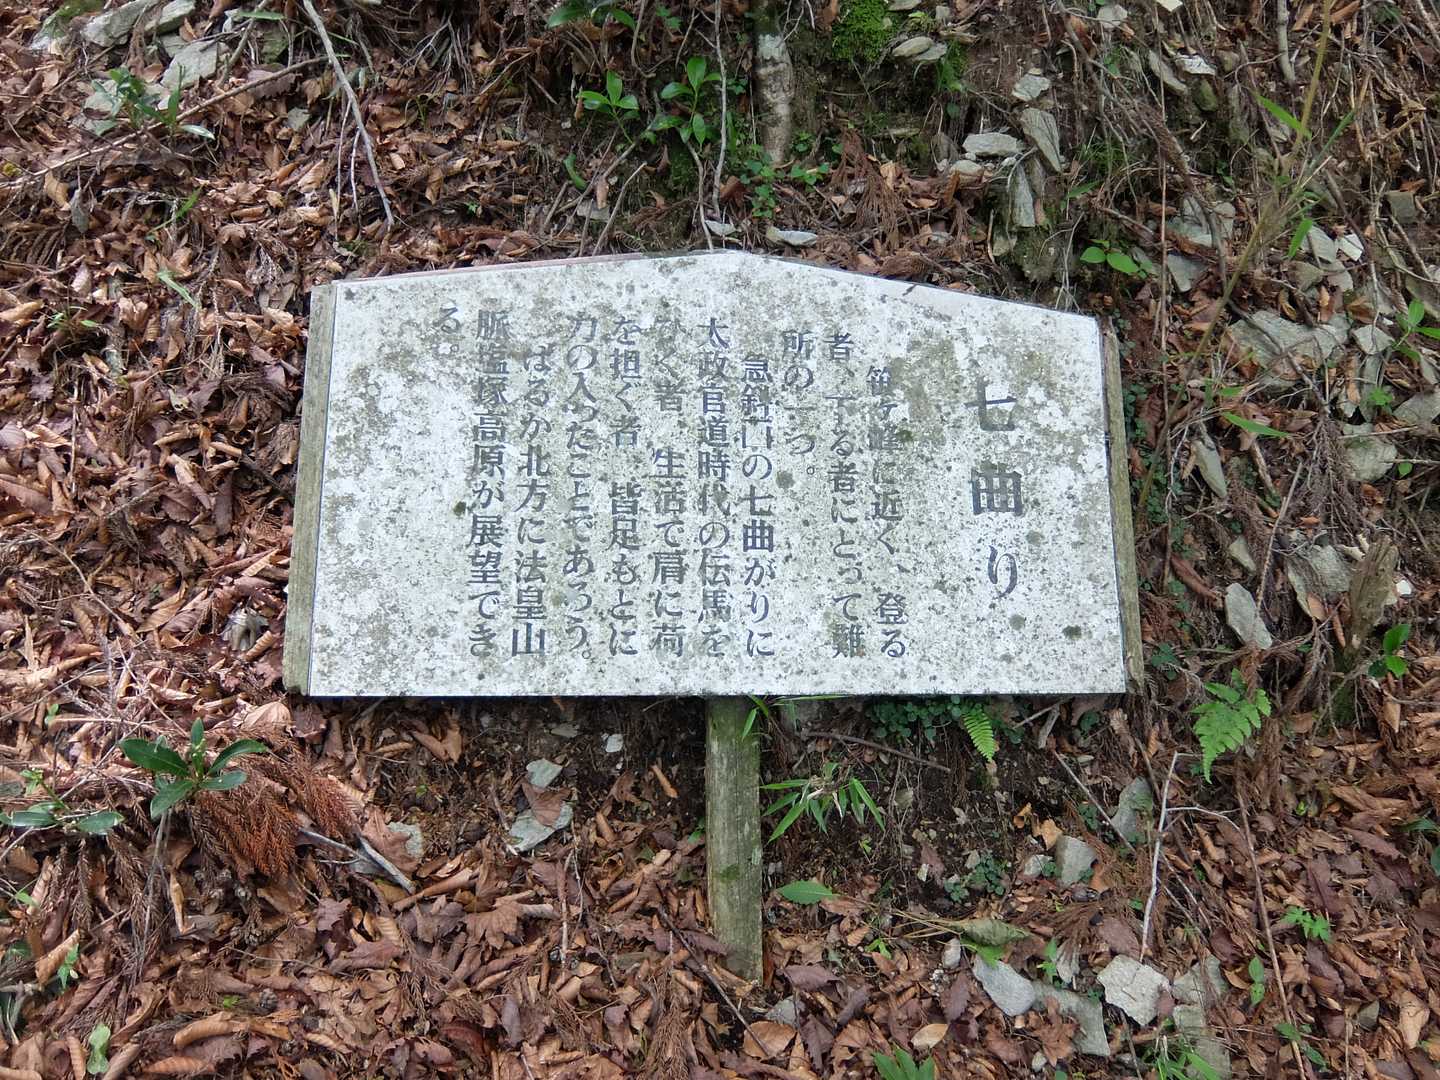 七曲り
笹ヶ峰に近く、登る
者、下る者にとって難
所の一つ。
急斜面の七曲がりに
太政官道時代の伝馬を
ひく者、生活で肩に荷
を担ぐ者、皆足もとに
力の入ったことであろう。
はるか北方に法皇山
脈塩塚高原が展望でき
る。